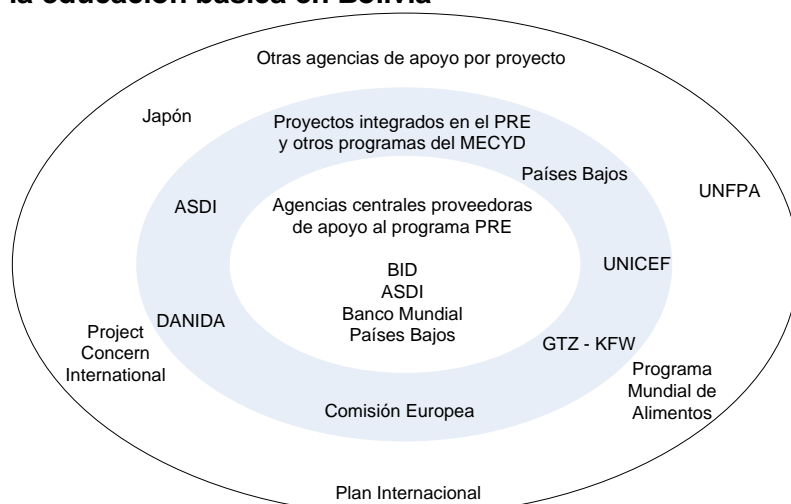 la educación básica en Bolivia
Otras agencias de apoyo por proyecto
Japón
Proyectos integrados en el PRE
y otros programas del MECYD
Países Bajos
UNFPA
ASDI
Agencias centrales proveedoras
de apoyo al programa PRE
BID
ASDI
Banco Mundial
Países Bajos
UNICEF
DANIDA
Project
Concern
International
GTZ - KFW
Programa
Mundial de
Alimentos
Comisión Europea
Plan Internacional